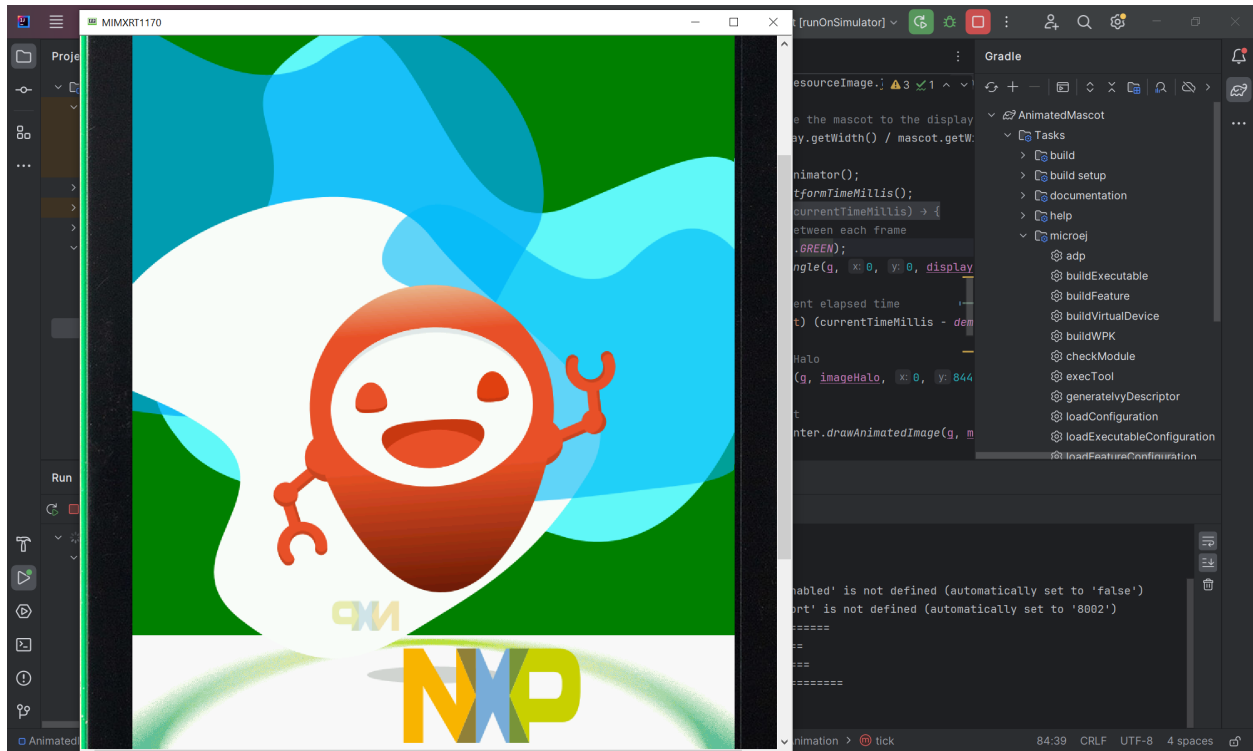 MIMXRT1170
t [runOnSimulator]
Proje
esourceImage.
3
1
e the mascot to the display
ay.getWidth() / mascot.getW
nimator();
tformTimeMillis();
currentTimeMillis) → {
etween each frame
.GREEN);
ngle(g, x: 0, y: 0, display
ent elapsed time
t) (currentTimeMillis - dem
Halo
(g, imageHalo, x: 0, y: 844
t
nter.drawAnimatedImage(g, m
Gradle
AnimatedMascot
Tasks
build
build setup
documentation
help
microej
adp
buildExecutable
buildFeature
buildVirtualDevice
buildWPK
checkModule
execTool
generateIvyDescriptor
loadConfiguration
loadExecutableConfiguration
loadFeatureConfiguration
NXP
NXP
Run
nabled' is not defined (automatically set to 'false')
ort' is not defined (automatically set to '8002')
======
==
===
========
Animated
nimation > tick
84:39 CRLF UTF-8 4 spaces